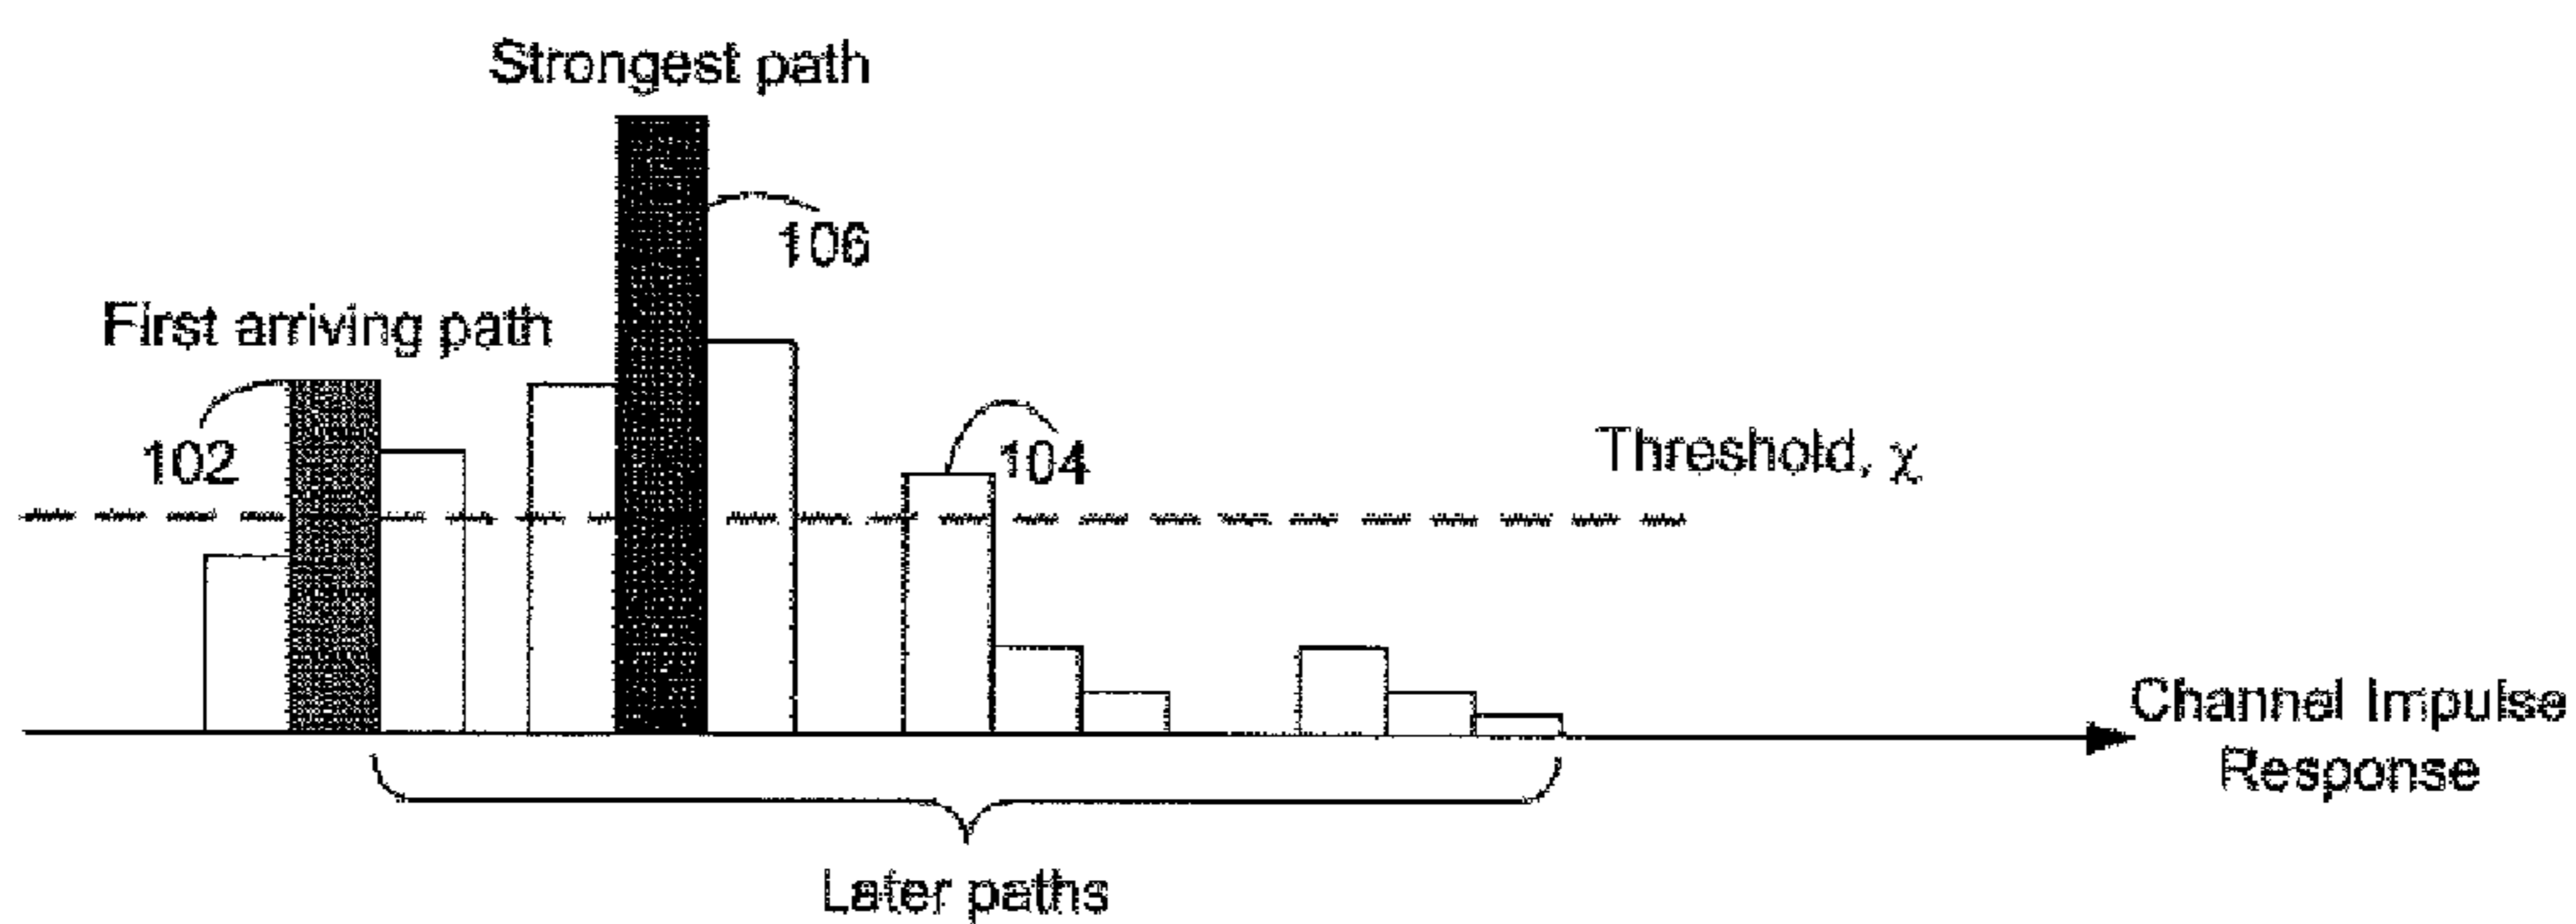 Strongest path
106
First arriving path
102
104
Threshold, χ
Channel Impulse
Response
Later paths